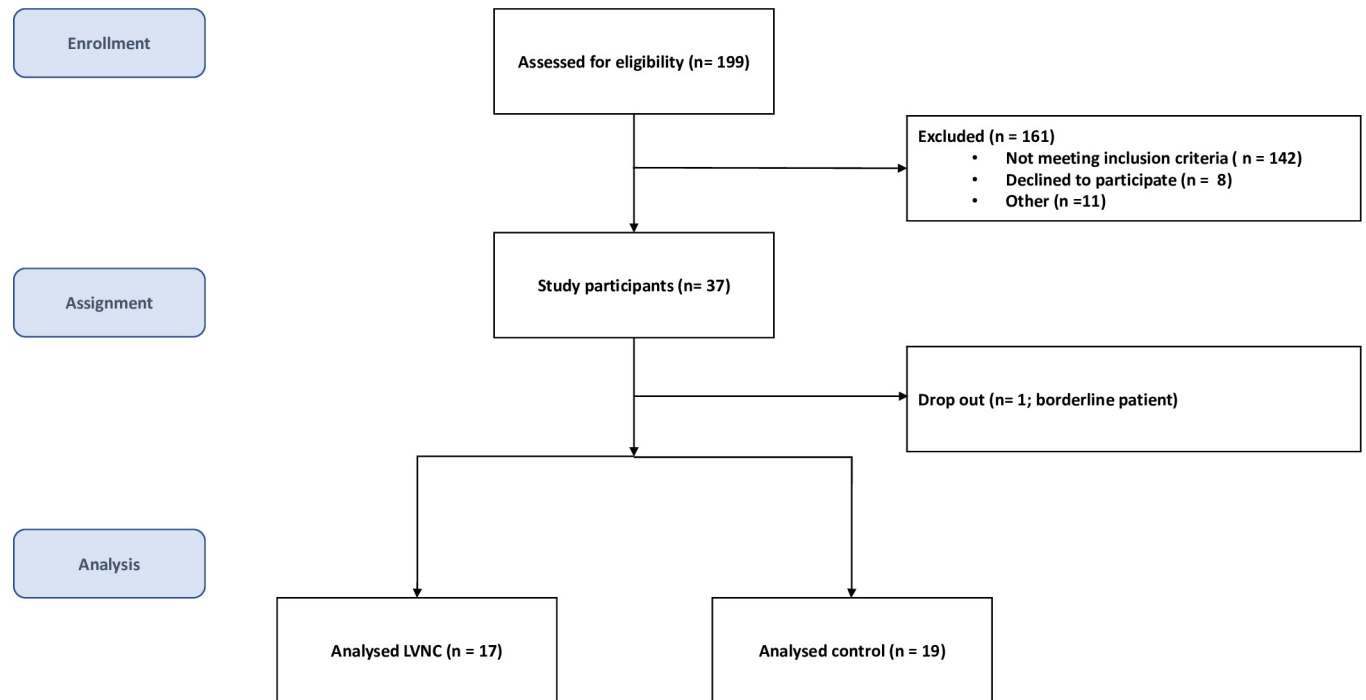 Enrollment
Assessed for eligibility (n= 199)
Excluded (n = 161)
• Not meeting inclusion criteria ( n = 142)
• Declined to participate (n =  8)
• Other (n =11)
Assignment
Study participants (n= 37)
Drop out (n= 1; borderline patient)
Analysis
Analysed LVNC (n = 17)
Analysed control (n = 19)